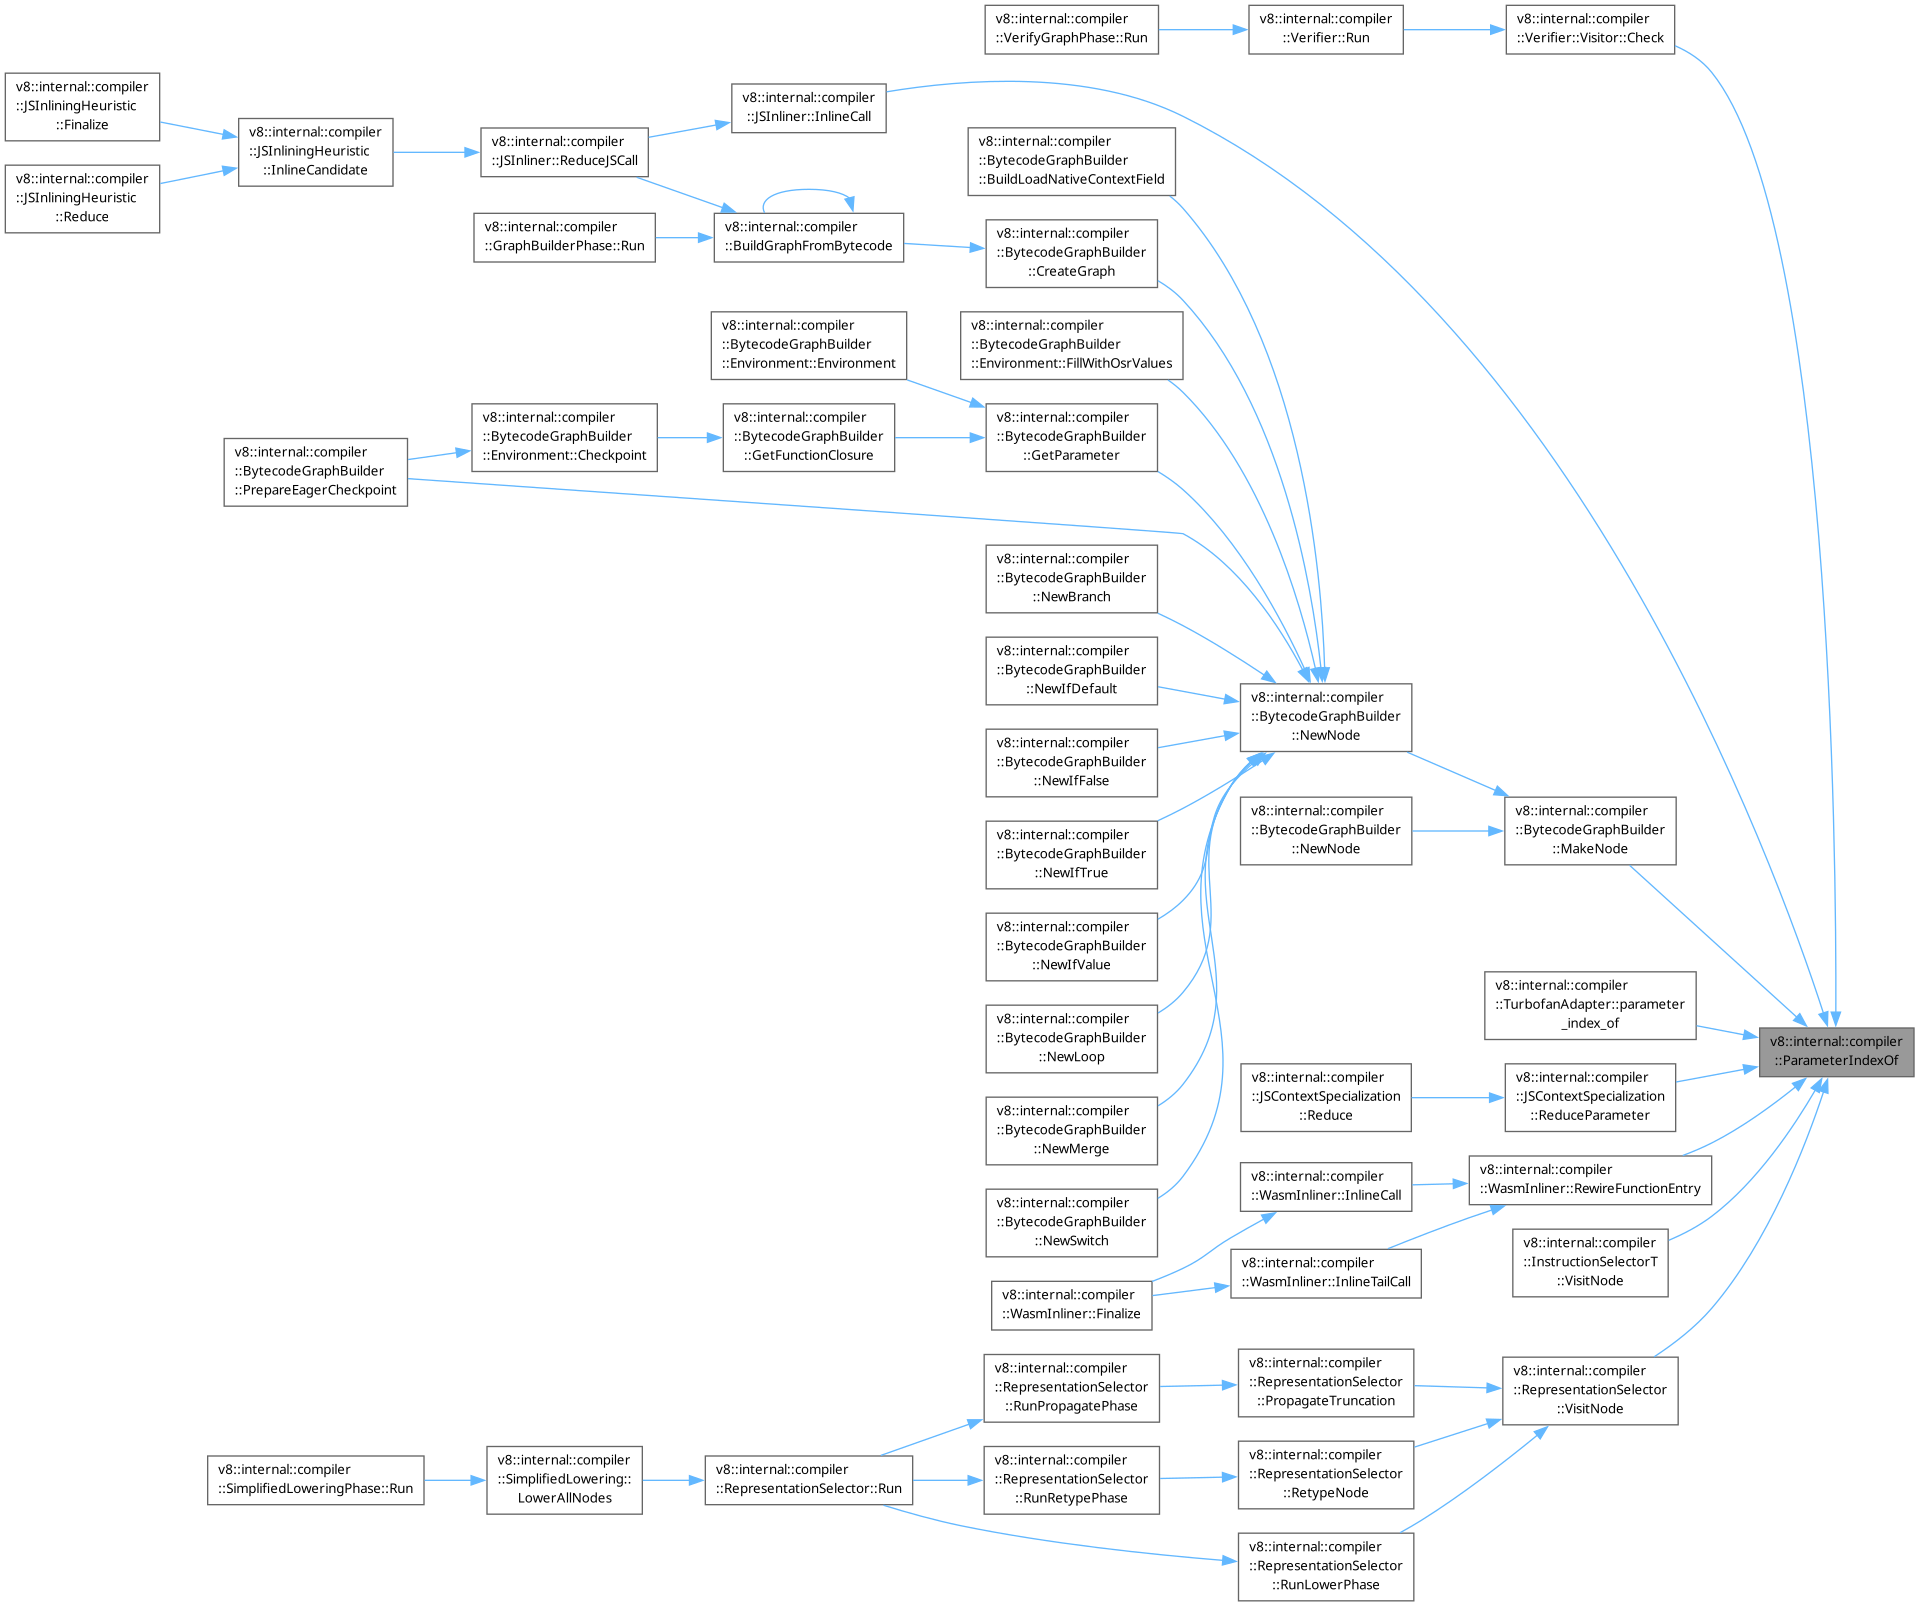 v8::internal::compiler
::VerifyGraphPhase::Run
v8::internal::compiler
::Verifier::Run
v8::internal::compiler
::Verifier::Visitor::Check
v8::internal::compiler
::JSInliningHeuristic
::Finalize
v8::internal::compiler
::JSInliningHeuristic
::Reduce
v8::internal::compiler
::JSInliningHeuristic
::InlineCandidate
v8::internal::compiler
::JSInliner::ReduceJSCall
v8::internal::compiler
::JSInliner::InlineCall
v8::internal::compiler
::BytecodeGraphBuilder
::BuildLoadNativeContextField
v8::internal::compiler
::GraphBuilderPhase::Run
v8::internal::compiler
::BuildGraphFromBytecode
v8::internal::compiler
::BytecodeGraphBuilder
::CreateGraph
v8::internal::compiler
::BytecodeGraphBuilder
::Environment::Environment
v8::internal::compiler
::BytecodeGraphBuilder
::Environment::FillWithOsrValues
v8::internal::compiler
::BytecodeGraphBuilder
::PrepareEagerCheckpoint
v8::internal::compiler
::BytecodeGraphBuilder
::Environment::Checkpoint
v8::internal::compiler
::BytecodeGraphBuilder
::GetFunctionClosure
v8::internal::compiler
::BytecodeGraphBuilder
::GetParameter
v8::internal::compiler
::BytecodeGraphBuilder
::NewBranch
v8::internal::compiler
::BytecodeGraphBuilder
::NewIfDefault
v8::internal::compiler
::BytecodeGraphBuilder
::NewIfFalse
v8::internal::compiler
::BytecodeGraphBuilder
::NewIfTrue
v8::internal::compiler
::BytecodeGraphBuilder
::NewIfValue
v8::internal::compiler
::BytecodeGraphBuilder
::NewLoop
v8::internal::compiler
::BytecodeGraphBuilder
::NewMerge
v8::internal::compiler
::BytecodeGraphBuilder
::NewSwitch
v8::internal::compiler
::BytecodeGraphBuilder
::NewNode
v8::internal::compiler
::BytecodeGraphBuilder
::NewNode
v8::internal::compiler
::BytecodeGraphBuilder
::MakeNode
v8::internal::compiler
::TurbofanAdapter::parameter
_index_of
v8::internal::compiler
::ParameterIndexOf
v8::internal::compiler
::JSContextSpecialization
::Reduce
v8::internal::compiler
::JSContextSpecialization
::ReduceParameter
v8::internal::compiler
::WasmInliner::InlineCall
v8::internal::compiler
::WasmInliner::RewireFunctionEntry
v8::internal::compiler
::WasmInliner::Finalize
v8::internal::compiler
::WasmInliner::InlineTailCall
v8::internal::compiler
::InstructionSelectorT
::VisitNode
v8::internal::compiler
::RepresentationSelector
::RunPropagatePhase
v8::internal::compiler
::RepresentationSelector
::PropagateTruncation
v8::internal::compiler
::RepresentationSelector
::VisitNode
v8::internal::compiler
::SimplifiedLoweringPhase::Run
v8::internal::compiler
::SimplifiedLowering::
LowerAllNodes
v8::internal::compiler
::RepresentationSelector::Run
v8::internal::compiler
::RepresentationSelector
::RunRetypePhase
v8::internal::compiler
::RepresentationSelector
::RetypeNode
v8::internal::compiler
::RepresentationSelector
::RunLowerPhase